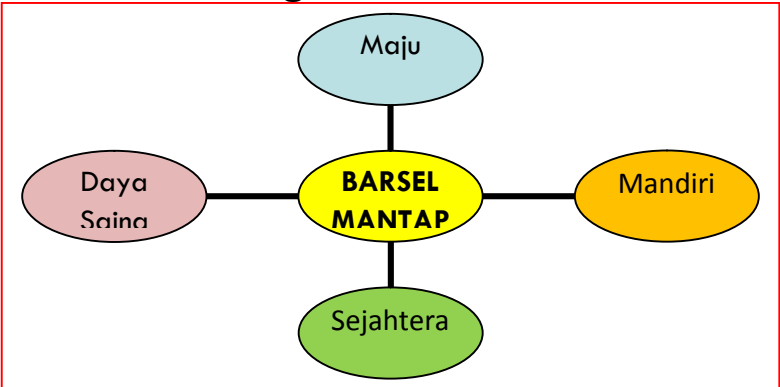 Maju
Daya
Saing
BARSEL
MANTAP
Mandiri
Sejahtera